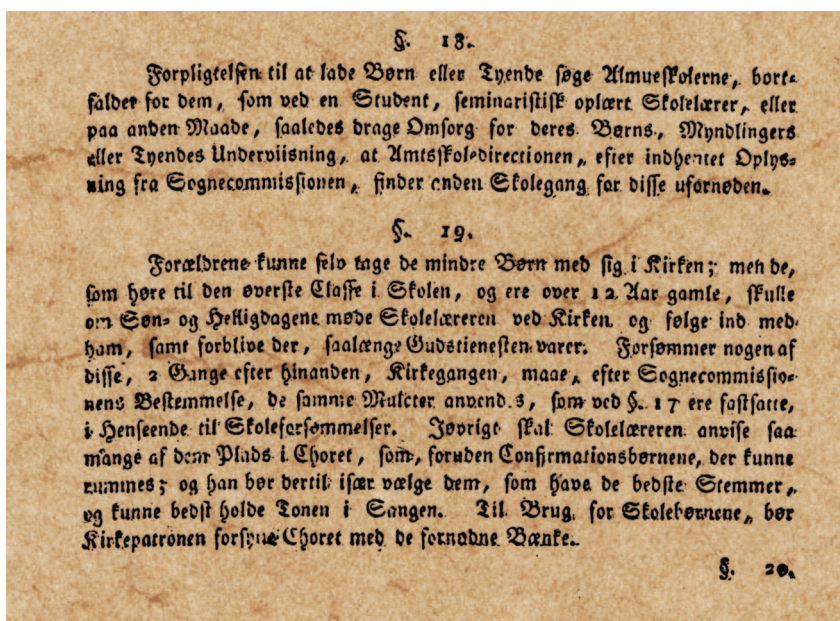 §. 18.
Forpligtelsen til at lade Børn eller Tyende søge Almueskolerne, bort-
falder for dem, som ved en Student, seminaristisk oplært Skolelærer, eller
paa anden Maade, saaledes drage Omsorg for deres Børns, Myndlingers
eller Tyendes Underviisning, at Amtsskoledirectionen, efter indhentet Oplys-
ning fra Sognecommissionen, finder anden Skolegang for disse ufornøden.
§. 19.
Forældrene kunne selv tage de mindre Børn med sig i Kirken; men de,
som høre til den øverste Classe i Skolen, og ere over 12 Aar gamle, skulle
om Søn- og Helligdagene møde Skolelæreren ved Kirken og følge ind med
ham, samt forblive der, saalænge Gudstienesten varer. Forsømmer nogen af
disse, 2 Gange efter hinanden, Kirkegangen, maae, efter Sognecommissio-
nens Bestemmelse, de samme Mulcter anvendes, som ved §. 17 ere fastsatte,
i Henseende til Skoleforsømmelser. Iøvrigt skal Skolelæreren anvise saa
mange af dem Plads i Choret, som, foruden Confirmationsbørnene, der kunne
rummes; og han bør dertil især vælge dem, som have de bedste Stemmer,
og kunne bedst holde Tonen i Sangen. Til Brug for Skolebørnene, bør
Kirkepatronen forsyne Choret med de fornødne Bænke.
§. 20.